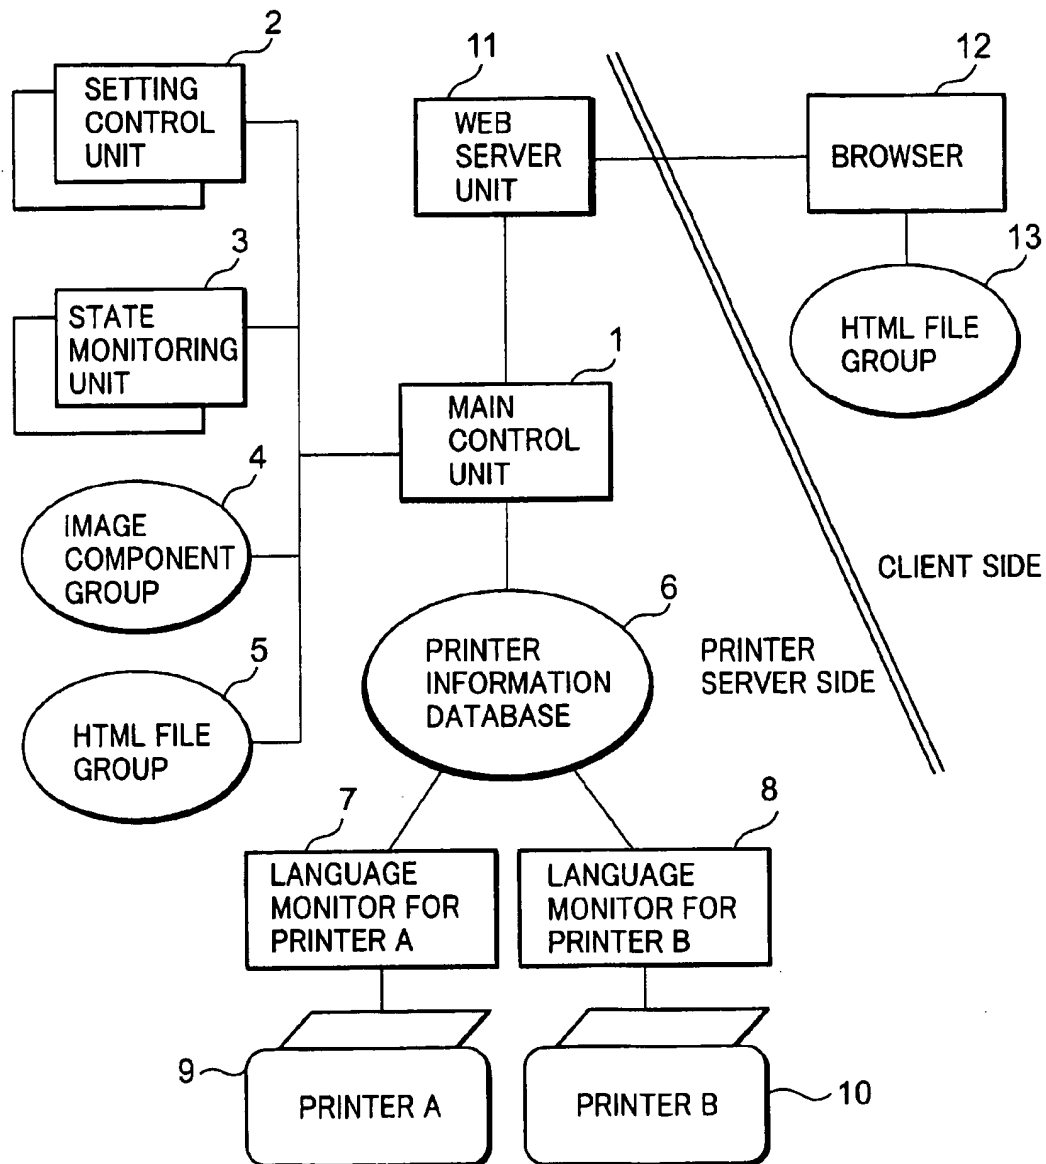 2
SETTING
CONTROL
UNIT
11
WEB
SERVER
UNIT
12
BROWSER
13
HTML FILE
GROUP
3
STATE
MONITORING
UNIT
1
MAIN
CONTROL
UNIT
4
IMAGE
COMPONENT
GROUP
CLIENT SIDE
5
HTML FILE
GROUP
6
PRINTER
INFORMATION
DATABASE
PRINTER
SERVER SIDE
7
LANGUAGE
MONITOR FOR
PRINTER A
8
LANGUAGE
MONITOR FOR
PRINTER B
9
PRINTER A
PRINTER B
10